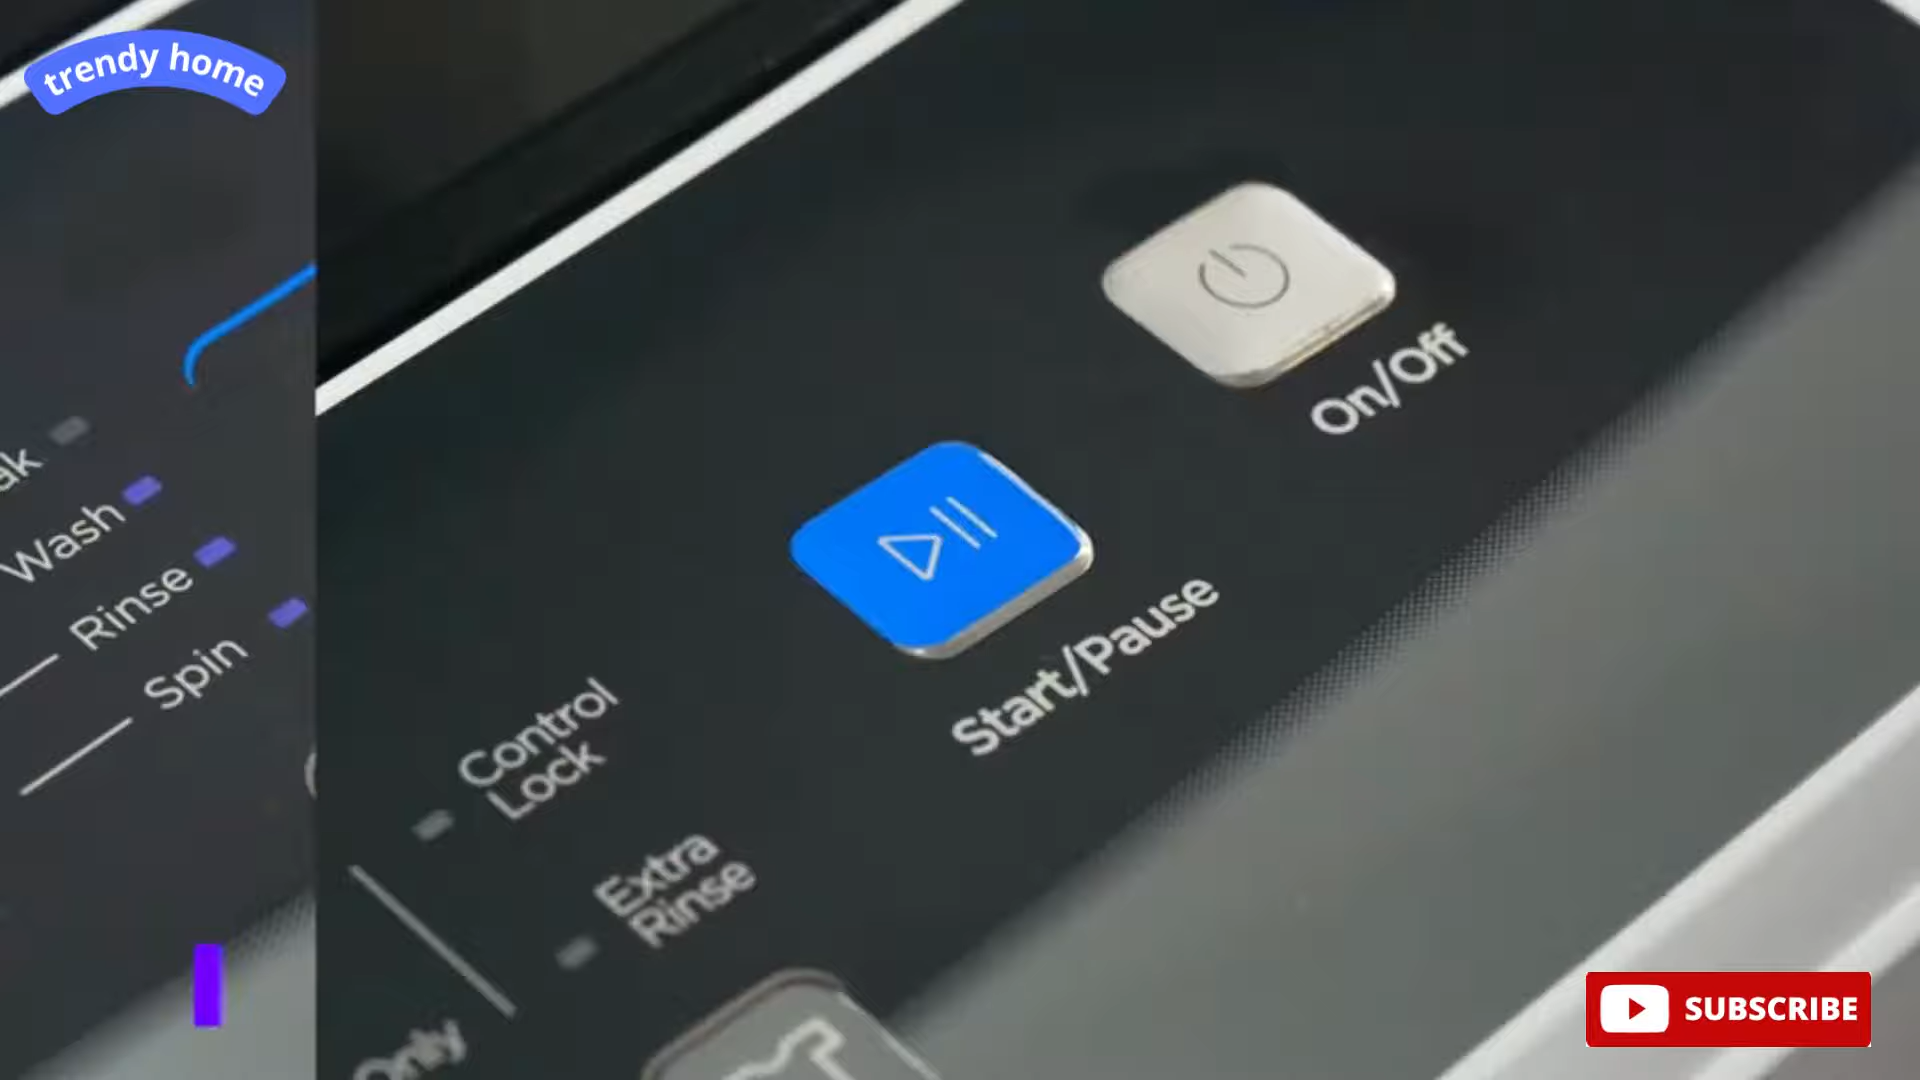 trendy home
Wash
Rinse
Spin
On/Off
Start/Pause
Control
Lock
Extra
Rinse
Only
SUBSCRIBE